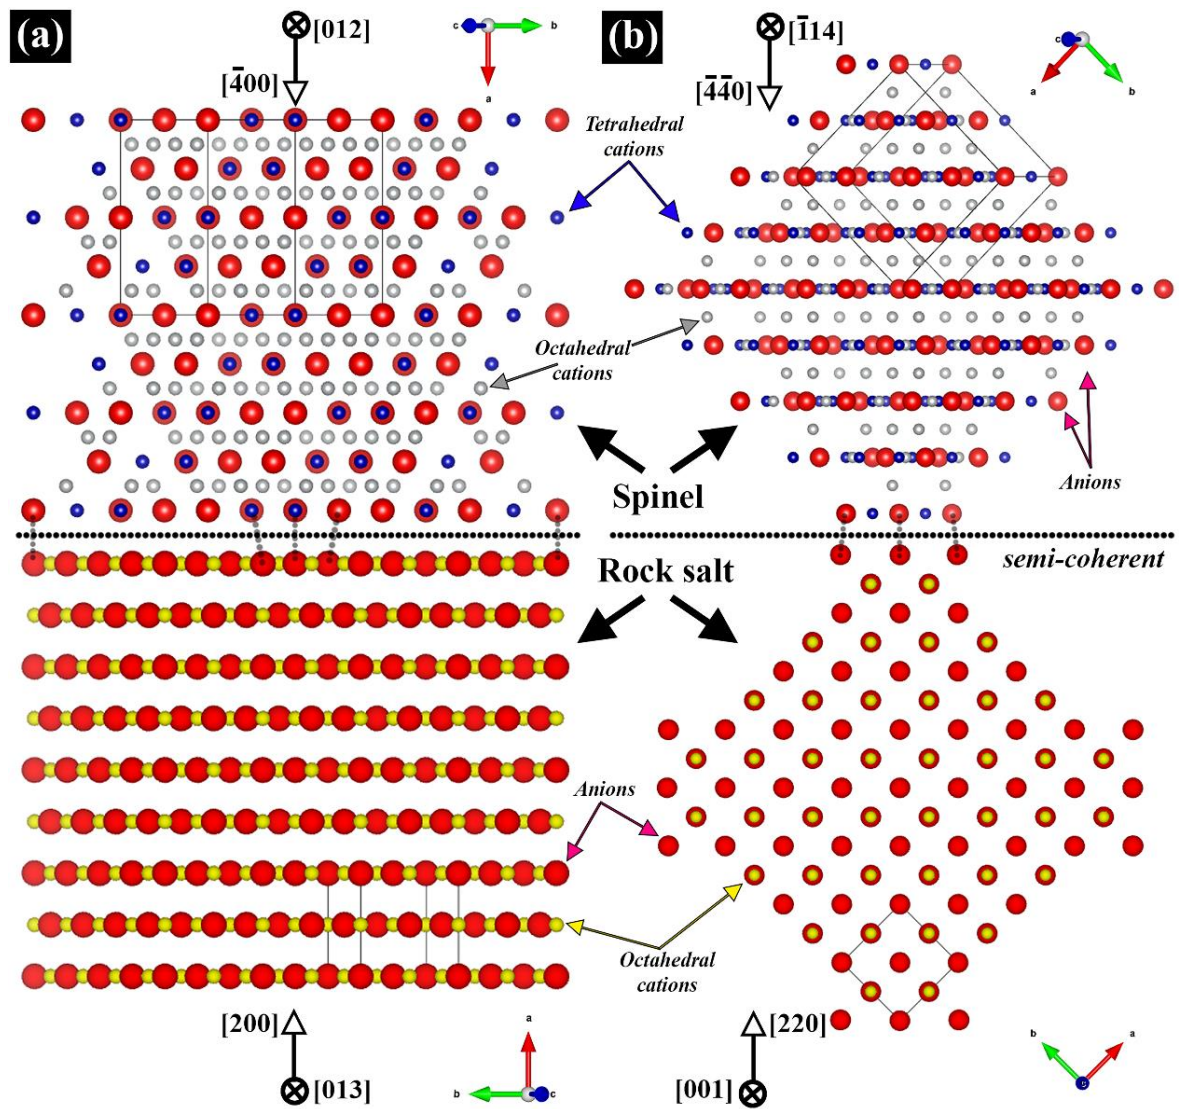 (a)
[012]
[4̄00]
c
b
a
(b)
[1̄14]
[4̄4̄0]
c
a
b
Tetrahedral
cations
Octahedral
cations
Anions
Spinel
Rock salt
semi-coherent
Anions
Octahedral
cations
[200]
[013]
a
b
c
[220]
[001]
b
a
c